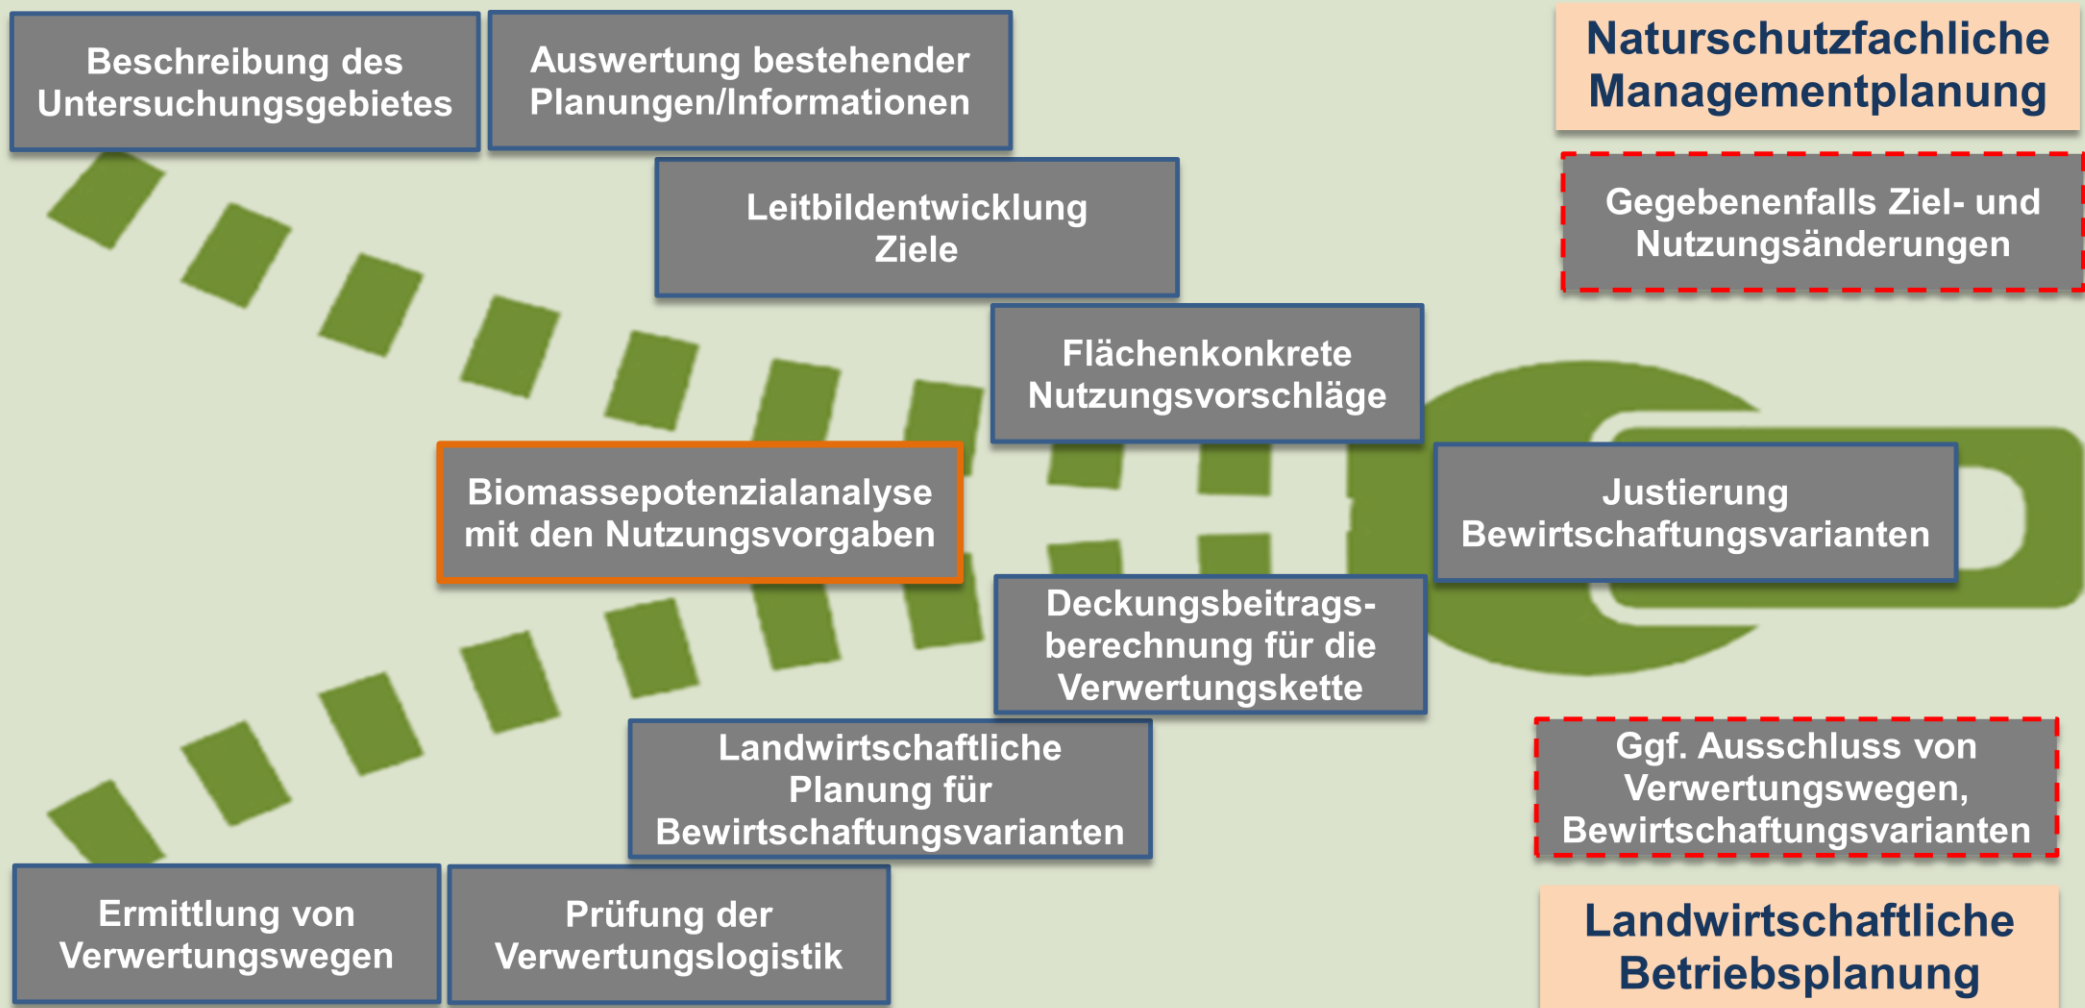 Beschreibung des
Untersuchungsgebietes
Auswertung bestehender
Planungen/Informationen
Naturschutzfachliche
Managementplanung
Leitbildentwicklung
Ziele
Gegebenenfalls Ziel- und
Nutzungsänderungen
Flächenkonkrete
Nutzungsvorschläge
Biomassepotenzialanalyse
mit den Nutzungsvorgaben
Justierung
Bewirtschaftungsvarianten
Deckungsbeitrags-
berechnung für die
Verwertungskette
Landwirtschaftliche
Planung für
Bewirtschaftungsvarianten
Ggf. Ausschluss von
Verwertungswegen,
Bewirtschaftungsvarianten
Ermittlung von
Verwertungswegen
Prüfung der
Verwertungslogistik
Landwirtschaftliche
Betriebsplanung